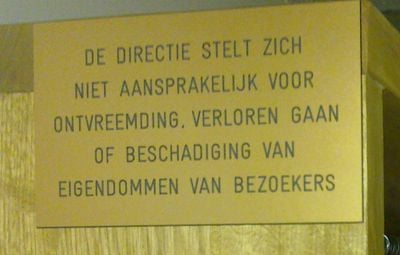 DE DIRECTIE STELT ZICH
NIET AANSPRAKELIJK VOOR
ONTVREEMDING, VERLOREN GAAN
OF BESCHADIGING VAN
EIGENDOMMEN VAN BEZOEKERS